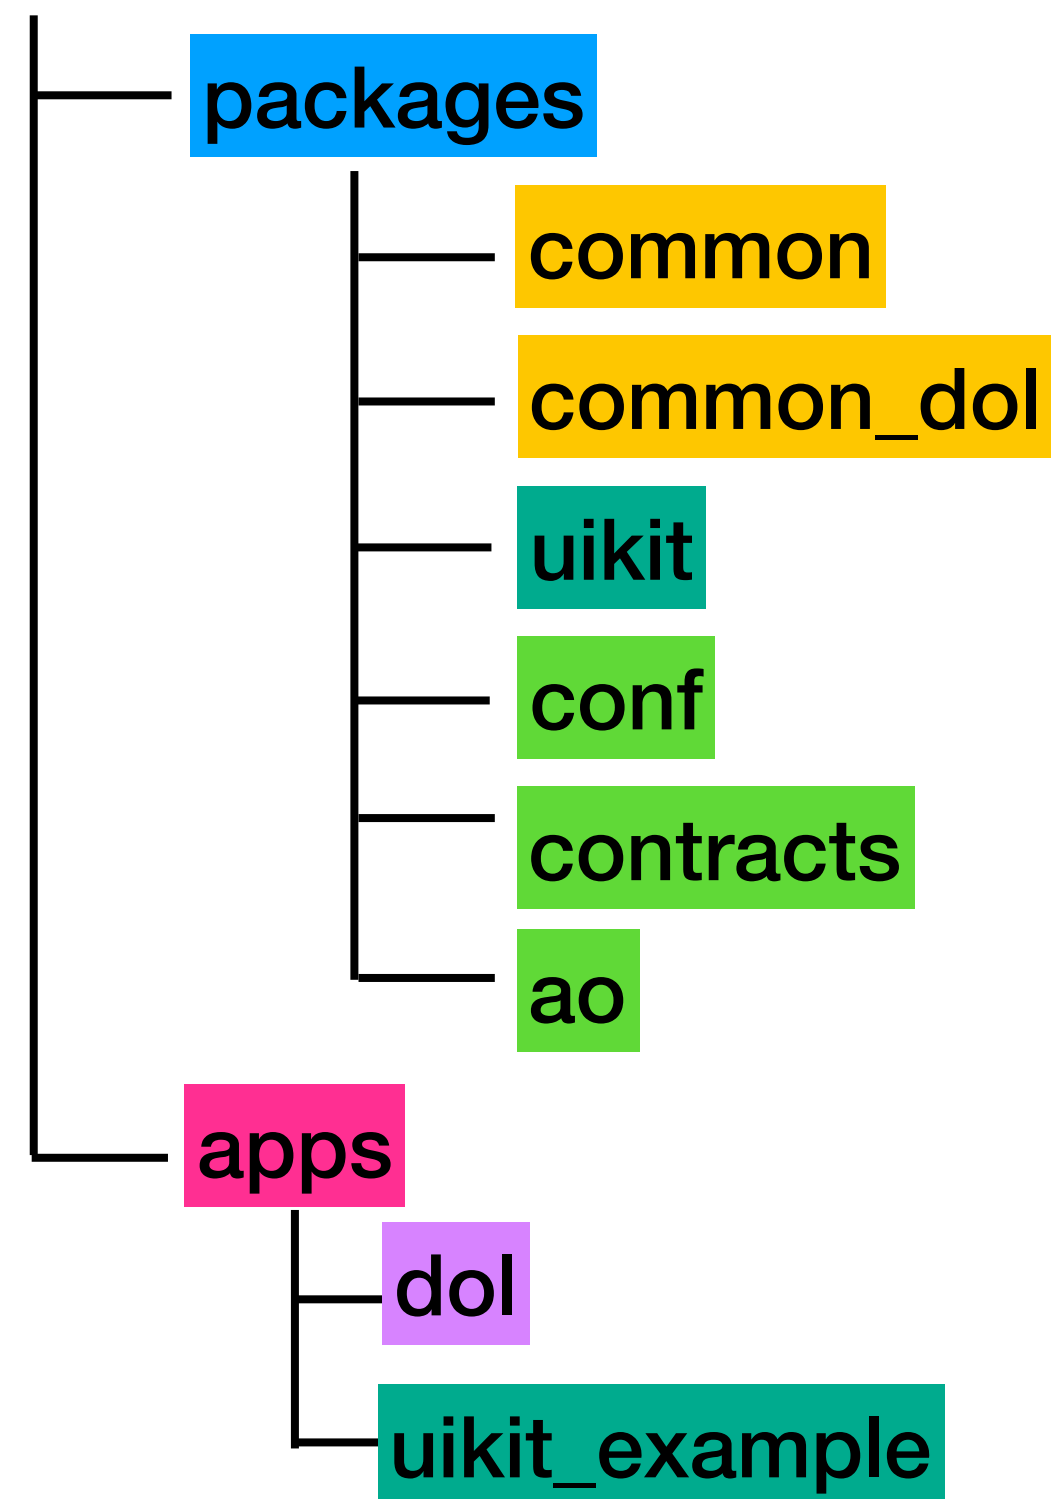 packages
common
common_dol
uikit
conf
contracts
ao
apps
dol
uikit_example